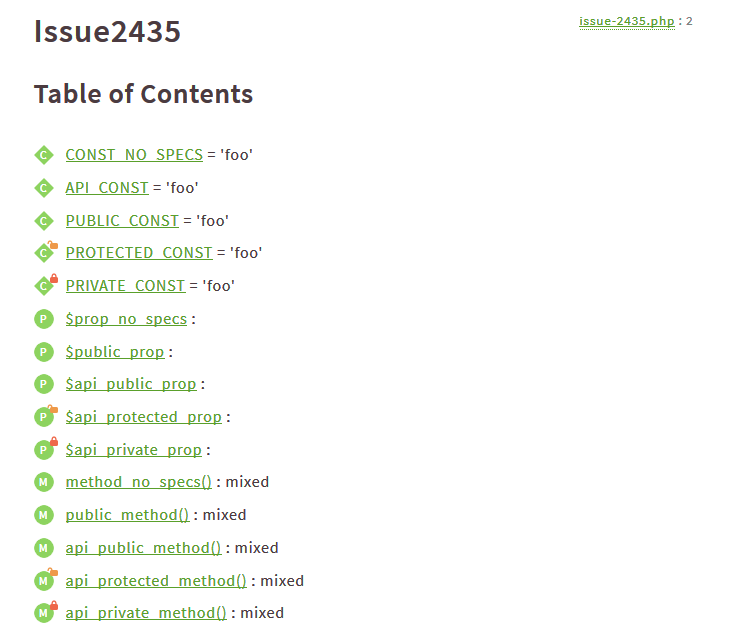 Issue2435
issue-2435.php : 2
Table of Contents
C CONST_NO_SPECS = 'foo'
C API_CONST = 'foo'
C PUBLIC_CONST = 'foo'
C PROTECTED_CONST = 'foo'
C PRIVATE_CONST = 'foo'
P $prop_no_specs :
P $public_prop :
P $api_public_prop :
P $api_protected_prop :
P $api_private_prop :
M method_no_specs() : mixed
M public_method() : mixed
M api_public_method() : mixed
M api_protected_method() : mixed
M api_private_method() : mixed